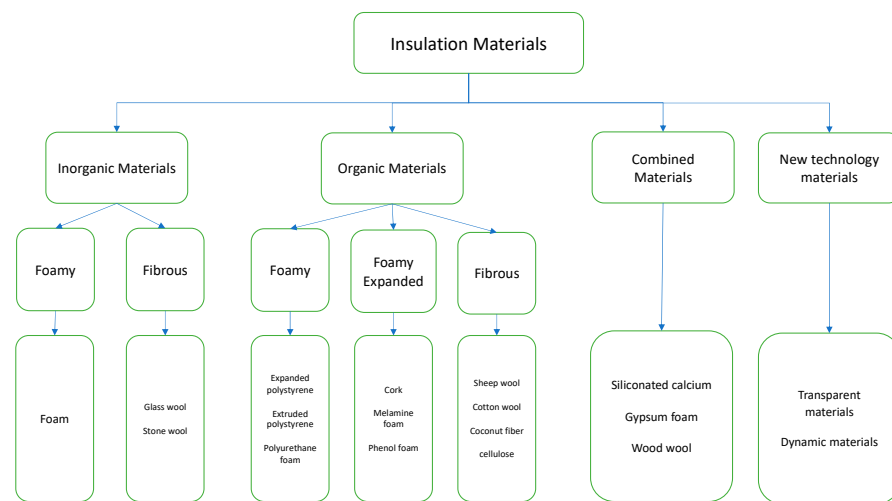 Insulation Materials
Inorganic Materials
Organic Materials
Combined
Materials
New technology
materials
Foamy
Fibrous
Foamy
Foamy
Expanded
Fibrous
Foam
Glass wool
Stone wool
Expanded
polystyrene
Extruded
polystyrene
Polyurethane
foam
Cork
Melamine
foam
Phenol foam
Sheep wool
Cotton wool
Coconut fiber
cellulose
Siliconated calcium
Gypsum foam
Wood wool
Transparent
materials
Dynamic materials